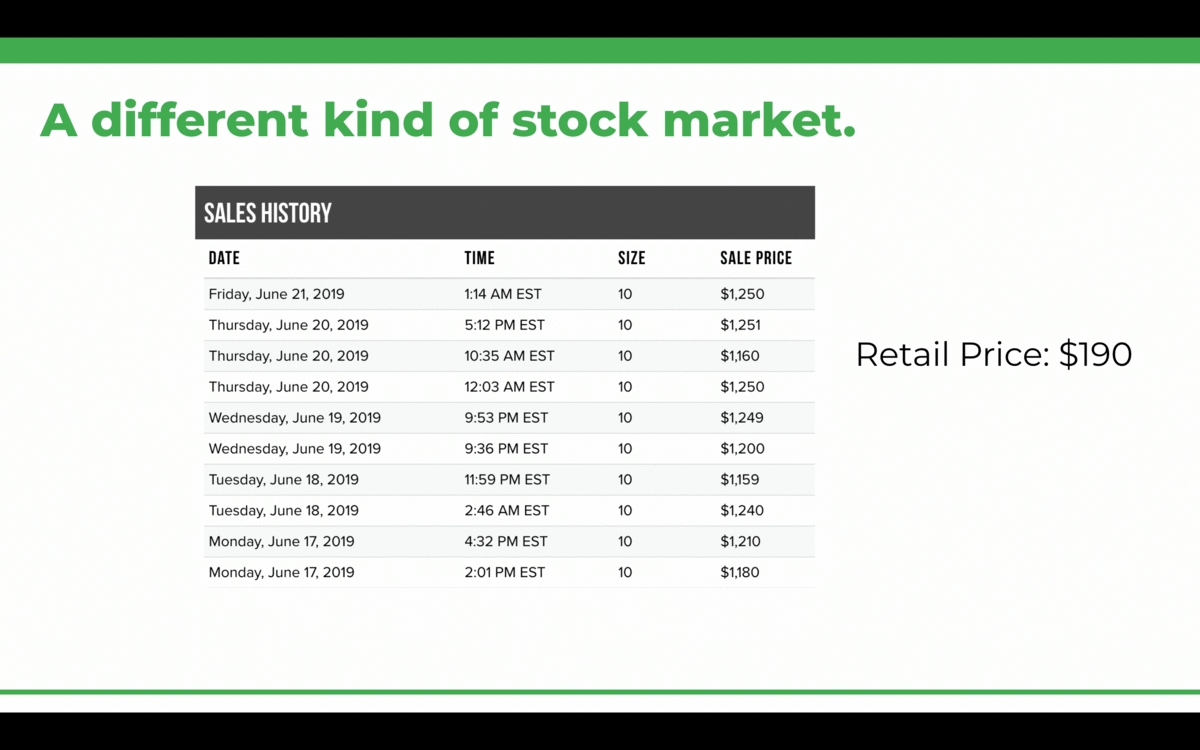 A different kind of stock market.
SALES HISTORY
DATE TIME SIZE SALE PRICE
Friday, June 21, 2019 1:14 AM EST 10 $1,250
Thursday, June 20, 2019 5:12 PM EST 10 $1,251
Thursday, June 20, 2019 10:35 AM EST 10 $1,160
Thursday, June 20, 2019 12:03 AM EST 10 $1,250
Wednesday, June 19, 2019 9:53 PM EST 10 $1,249
Wednesday, June 19, 2019 9:36 PM EST 10 $1,200
Tuesday, June 18, 2019 11:59 PM EST 10 $1,159
Tuesday, June 18, 2019 2:46 AM EST 10 $1,240
Monday, June 17, 2019 4:32 PM EST 10 $1,210
Monday, June 17, 2019 2:01 PM EST 10 $1,180
Retail Price: $190